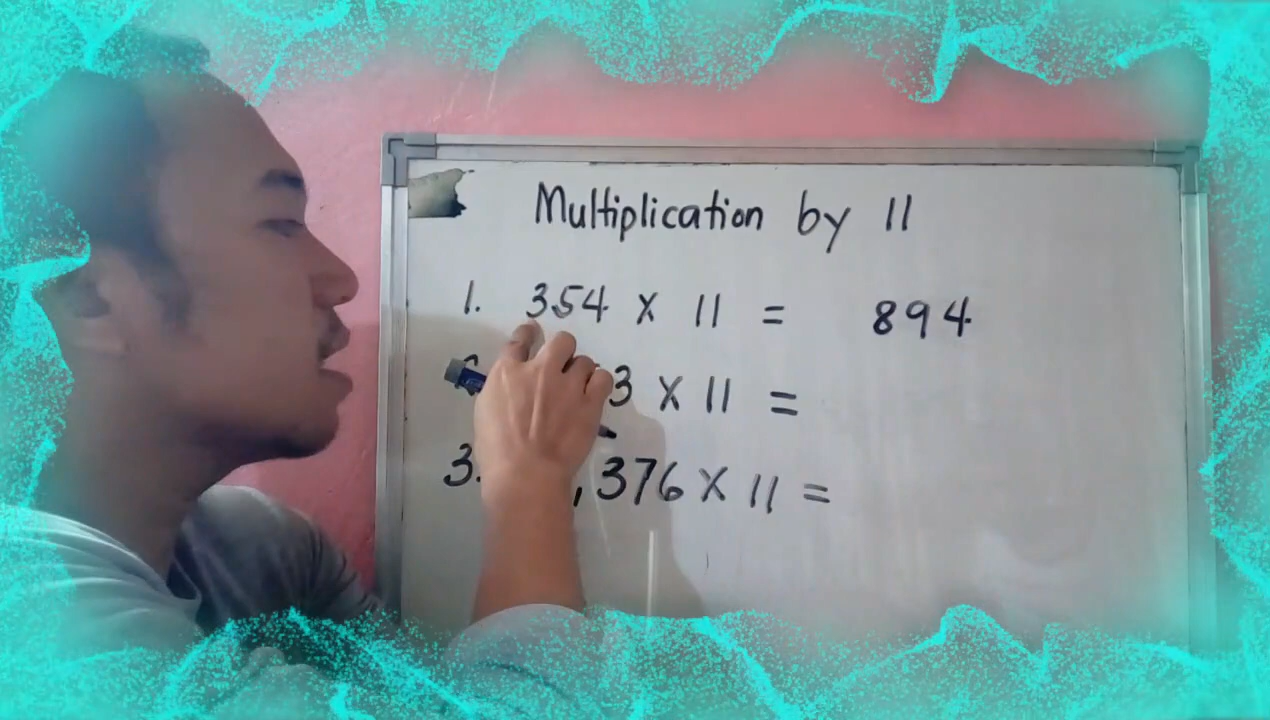 Multiplication by 11
1. 354 x 11 = 894
3 x 11 =
3. ,376 x 11 =